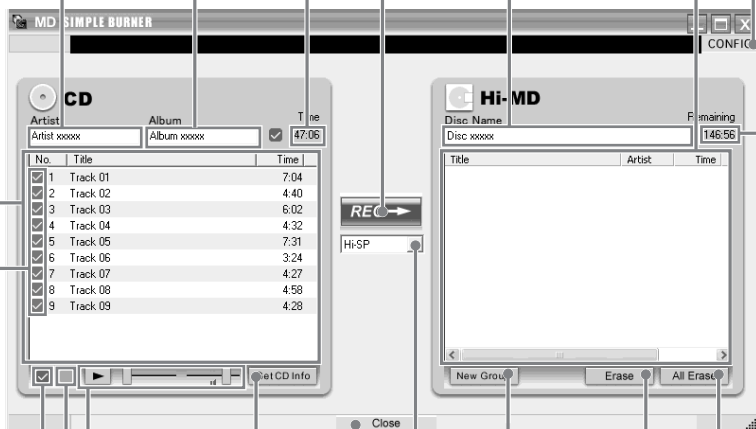 MD SIMPLE BURNER
CONFIG
CD
Artist Album Time
Artist xxxxx Album xxxxx 47:06
No. Title Time
1 Track 01 7:04
2 Track 02 4:40
3 Track 03 6:02
4 Track 04 4:32
5 Track 05 7:31
6 Track 06 3:24
7 Track 07 4:27
8 Track 08 4:58
9 Track 09 4:28
Get CD Info
REC
Hi-SP
Hi-MD
Disc Name Remaining
Disc xxxxx 146:56
Title Artist Time
New Group Erase All Erase
Close